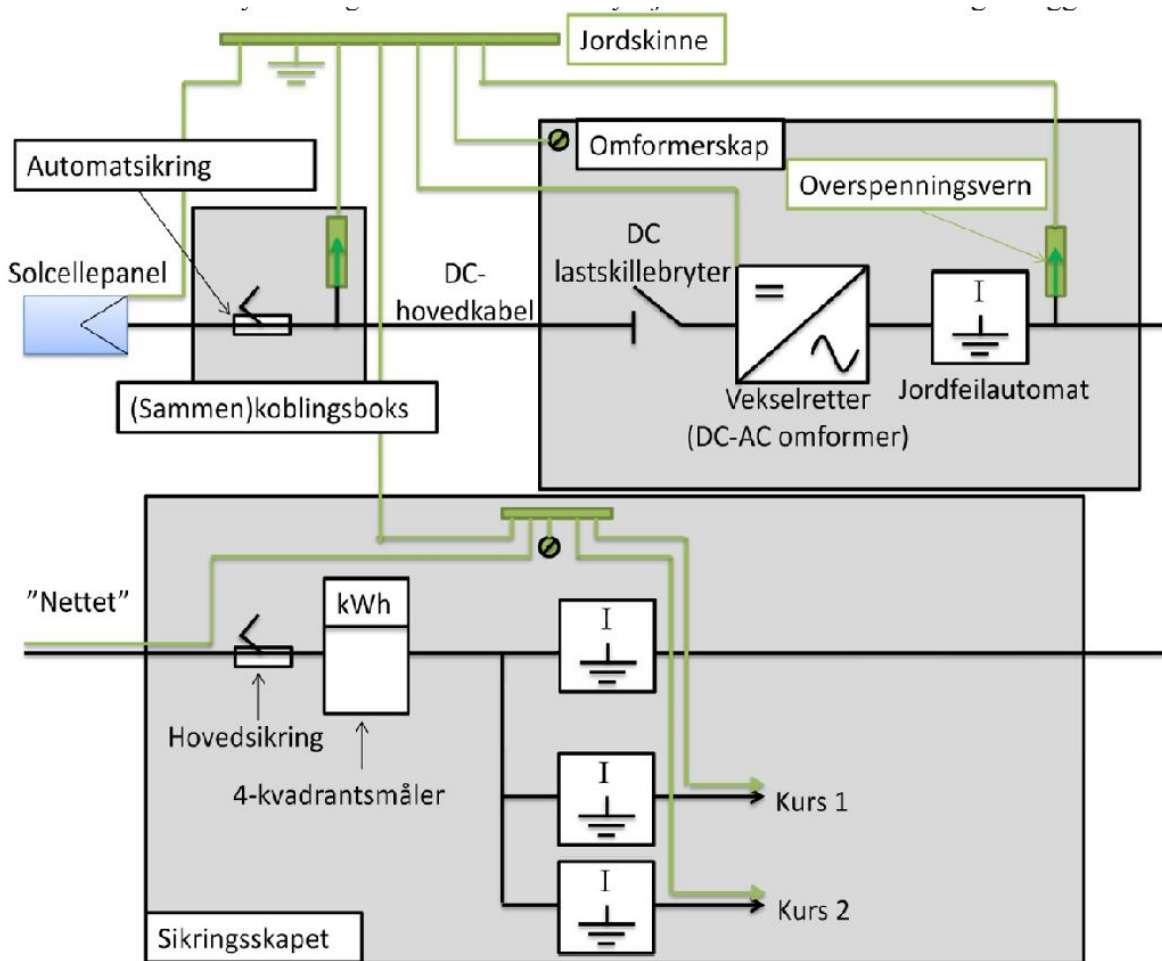 Jordskinne
Omformerskap
Automatsikring
Overspenningsvern
Solcellepanel
DC-
hovedkabel
DC
lastskillebryter
I
Jordfeilautomat
Vekselretter
(DC-AC omformer)
(Sammen)koblingsboks
"Nettet"
kWh
I
Hovedsikring
4-kvadrantsmåler
I
Kurs 1
I
Kurs 2
Sikringsskapet